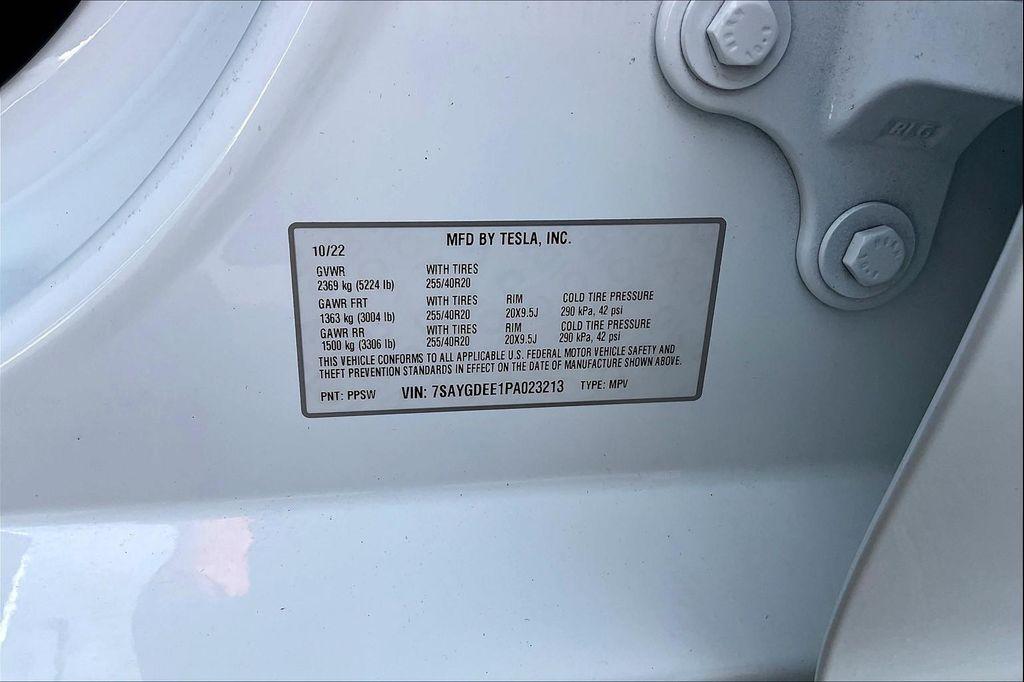 10/22 MFD BY TESLA, INC.
GVWR WITH TIRES
2369 kg (5224 lb) 255/40R20
GAWR FRT WITH TIRES RIM COLD TIRE PRESSURE
1363 kg (3004 lb) 255/40R20 20X9.5J 290 kPa, 42 psi
GAWR RR WITH TIRES RIM COLD TIRE PRESSURE
1500 kg (3306 lb) 255/40R20 20X9.5J 290 kPa, 42 psi
THIS VEHICLE CONFORMS TO ALL APPLICABLE U.S. FEDERAL MOTOR VEHICLE SAFETY AND
THEFT PREVENTION STANDARDS IN EFFECT ON THE DATE OF MANUFACTURE SHOWN ABOVE.
PNT: PPSW VIN: 7SAYGDEE1PA023213 TYPE: MPV